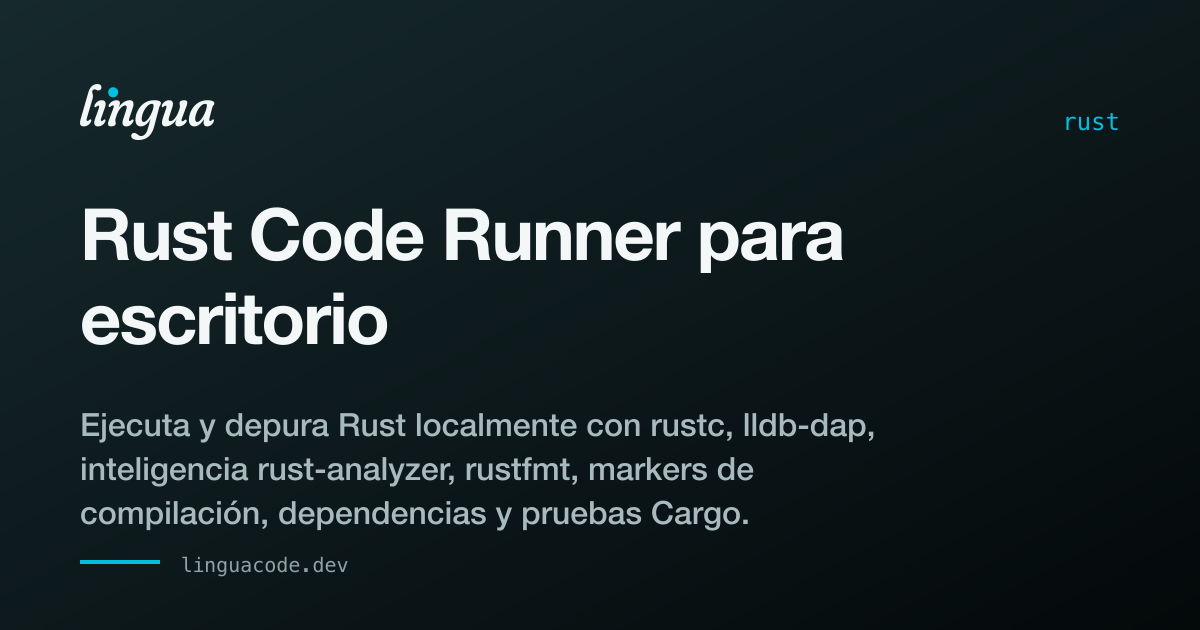 lingua
rust
Rust Code Runner para
escritorio
Ejecuta y depura Rust localmente con rustc, lldb-dap,
inteligencia rust-analyzer, rustfmt, markers de
compilación, dependencias y pruebas Cargo.
linguacode.dev